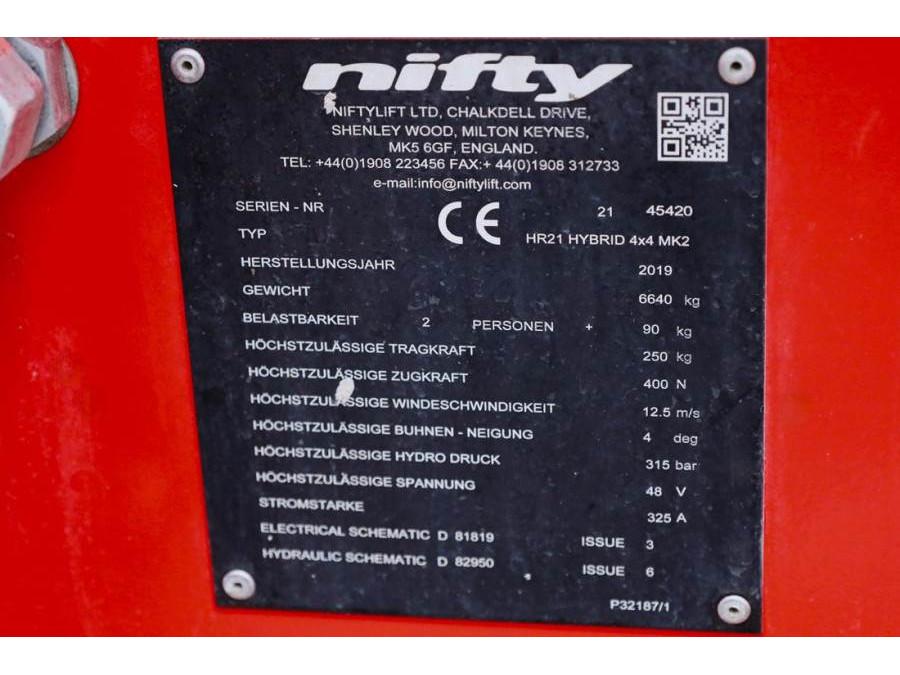 nifty
NIFTYLIFT LTD, CHALKDELL DRIVE,
SHENLEY WOOD, MILTON KEYNES,
MK5 6GF, ENGLAND.
TEL: +44(0)1908 223456 FAX:+ 44(0)1908 312733
e-mail:info@niftylift.com
SERIEN - NR CE 21 45420
TYP HR21 HYBRID 4x4 MK2
HERSTELLUNGSJAHR 2019
GEWICHT 6640 kg
BELASTBARKEIT 2 PERSONEN + 90 kg
HÖCHSTZULÄSSIGE TRAGKRAFT 250 kg
HÖCHSTZULÄSSIGE ZUGKRAFT 400 N
HÖCHSTZULÄSSIGE WINDESCHWINDIGKEIT 12.5 m/s
HÖCHSTZULÄSSIGE BUHNEN - NEIGUNG 4 deg
HÖCHSTZULÄSSIGE HYDRO DRUCK 315 bar
HÖCHSTZULÄSSIGE SPANNUNG 48 V
STROMSTARKE 325 A
ELECTRICAL SCHEMATIC D 81819 ISSUE 3
HYDRAULIC SCHEMATIC D 82950 ISSUE 6
P32187/1